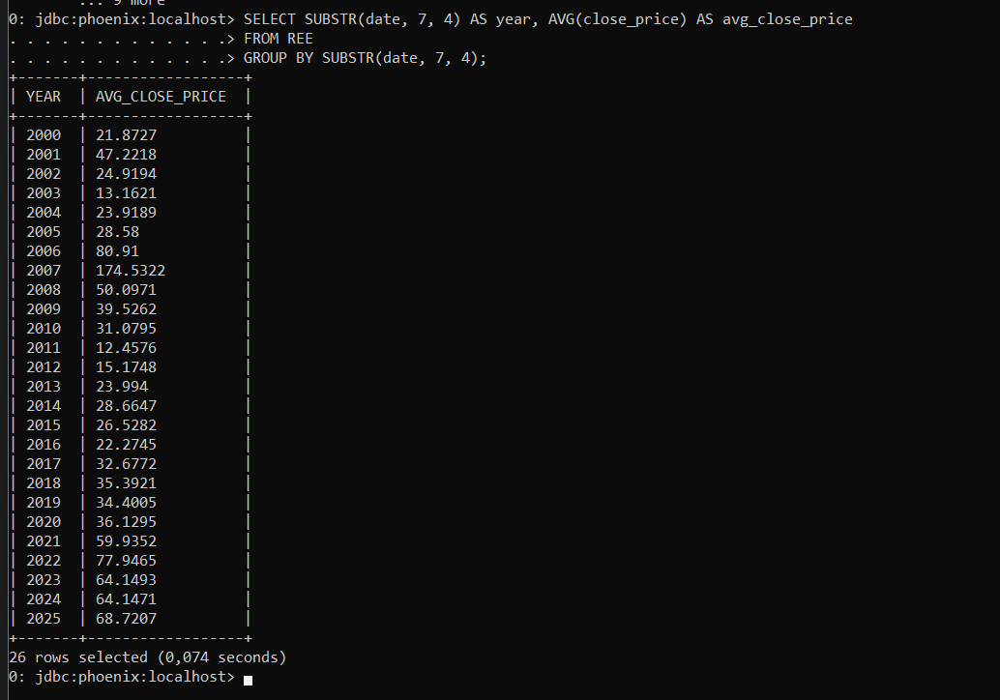 ... 9 more
0: jdbc:phoenix:localhost> SELECT SUBSTR(date, 7, 4) AS year, AVG(close_price) AS avg_close_price
. . . . . . . . . . . . .> FROM REE
. . . . . . . . . . . . .> GROUP BY SUBSTR(date, 7, 4);
+-------+------------------+
| YEAR  | AVG_CLOSE_PRICE  |
+-------+------------------+
| 2000  | 21.8727          |
| 2001  | 47.2218          |
| 2002  | 24.9194          |
| 2003  | 13.1621          |
| 2004  | 23.9189          |
| 2005  | 28.58            |
| 2006  | 80.91            |
| 2007  | 174.5322         |
| 2008  | 50.0971          |
| 2009  | 39.5262          |
| 2010  | 31.0795          |
| 2011  | 12.4576          |
| 2012  | 15.1748          |
| 2013  | 23.994           |
| 2014  | 28.6647          |
| 2015  | 26.5282          |
| 2016  | 22.2745          |
| 2017  | 32.6772          |
| 2018  | 35.3921          |
| 2019  | 34.4005          |
| 2020  | 36.1295          |
| 2021  | 59.9352          |
| 2022  | 77.9465          |
| 2023  | 64.1493          |
| 2024  | 64.1471          |
| 2025  | 68.7207          |
+-------+------------------+
26 rows selected (0,074 seconds)
0: jdbc:phoenix:localhost>